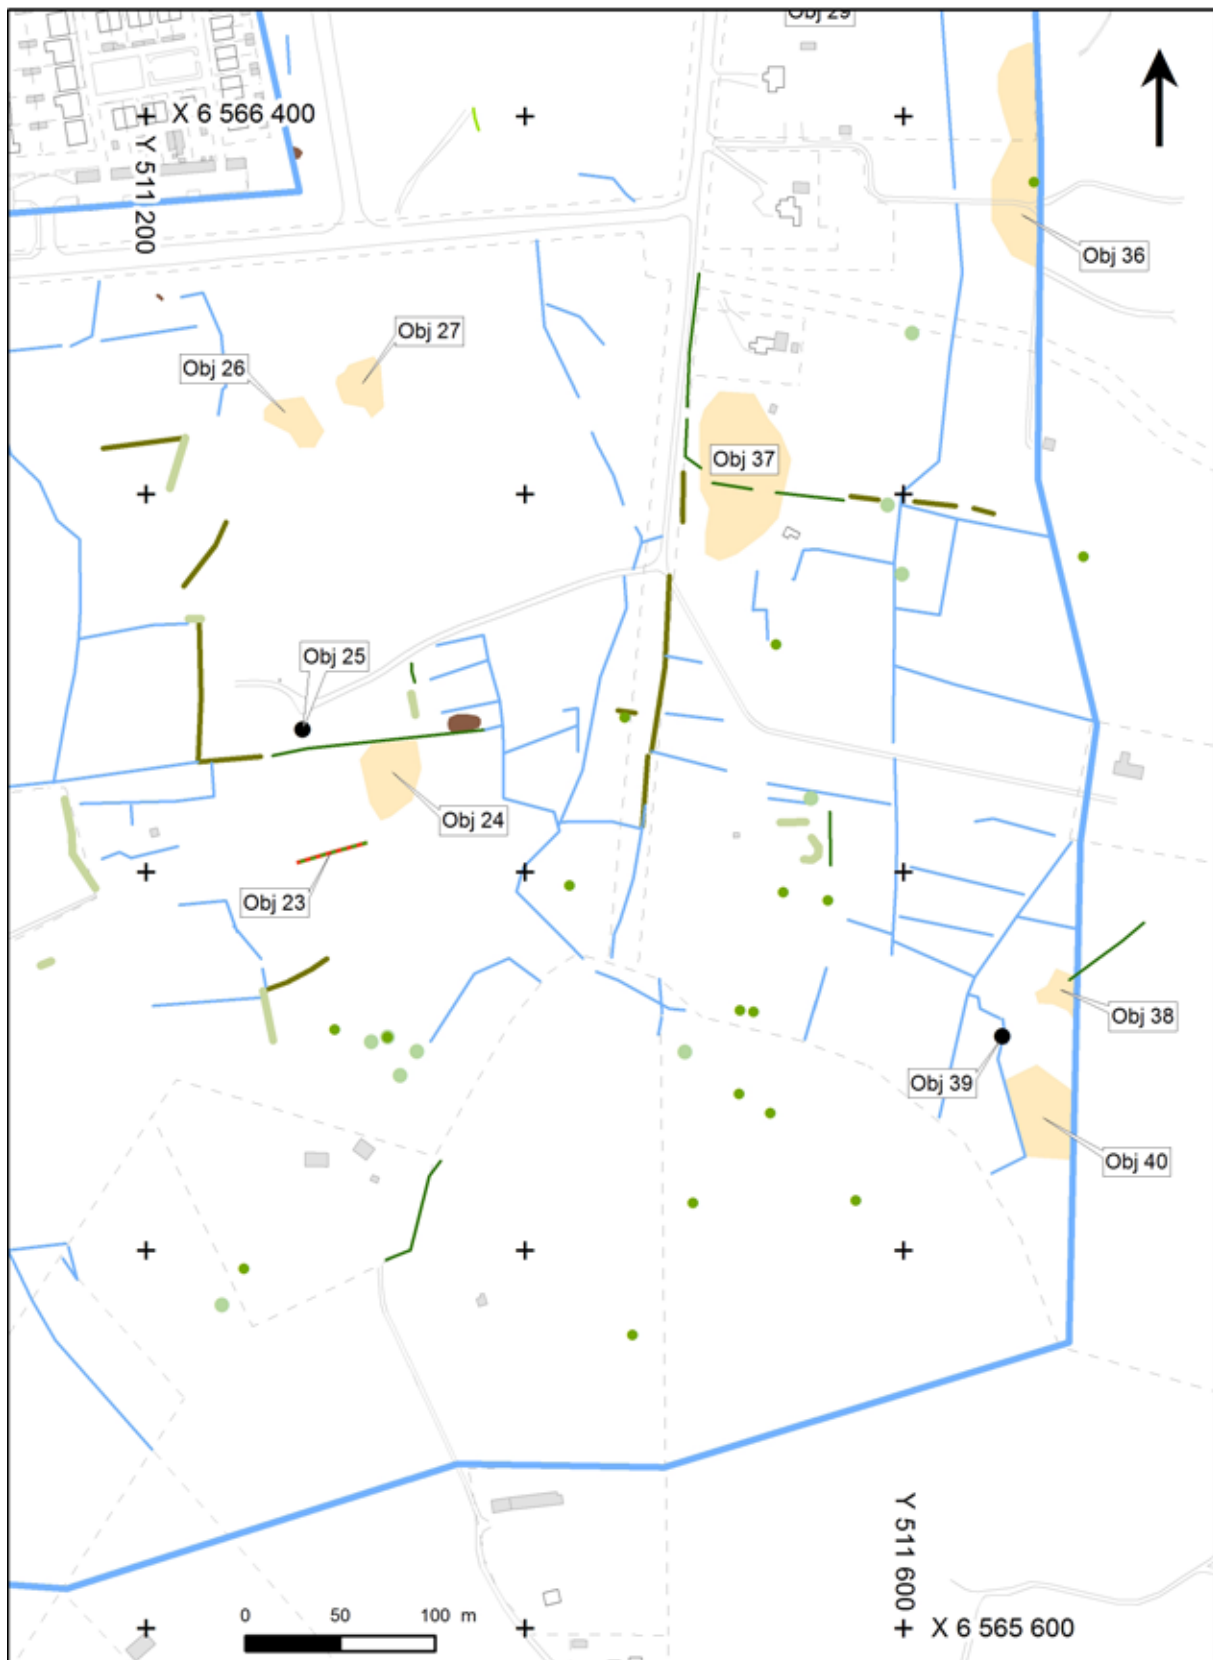 Obj 29
X 6 566 400
Y 511 200
Obj 36
Obj 27
Obj 26
Obj 37
Obj 25
Obj 24
Obj 23
Obj 38
Obj 39
Obj 40
Y 511 600
0 50 100 m
X 6 565 600